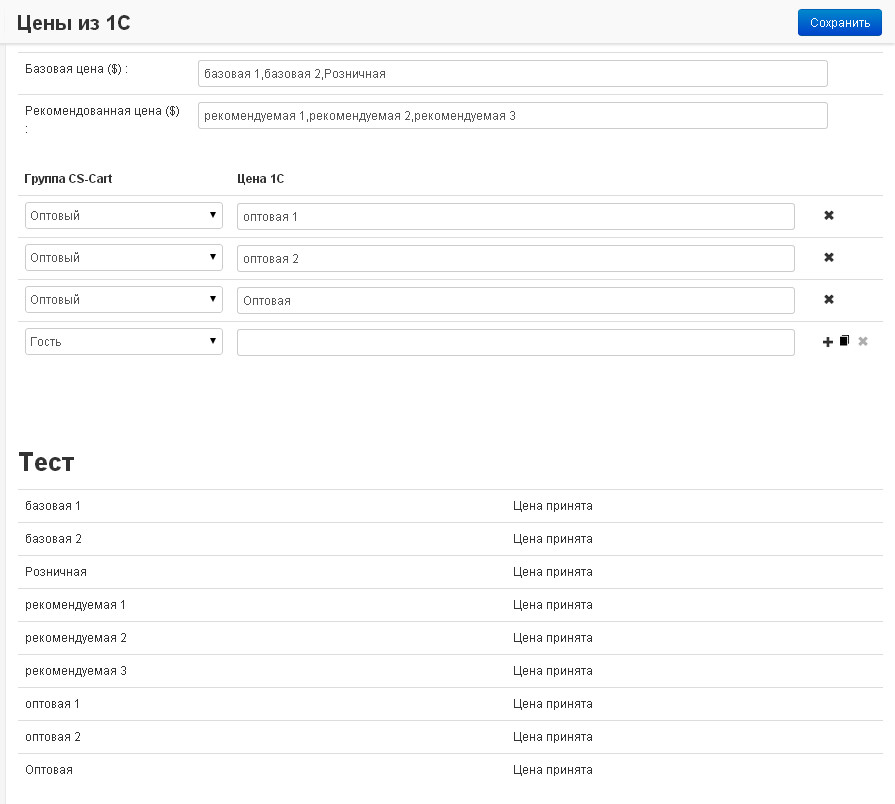 Цены из 1С
Сохранить
Базовая цена ($) :
базовая 1,базовая 2,Розничная
Рекомендованная цена ($)
:
рекомендуемая 1,рекомендуемая 2,рекомендуемая 3
Группа CS-Cart Цена 1С
Оптовый оптовая 1
Оптовый оптовая 2
Оптовый Оптовая
Гость
Тест
базовая 1 Цена принята
базовая 2 Цена принята
Розничная Цена принята
рекомендуемая 1 Цена принята
рекомендуемая 2 Цена принята
рекомендуемая 3 Цена принята
оптовая 1 Цена принята
оптовая 2 Цена принята
Оптовая Цена принята